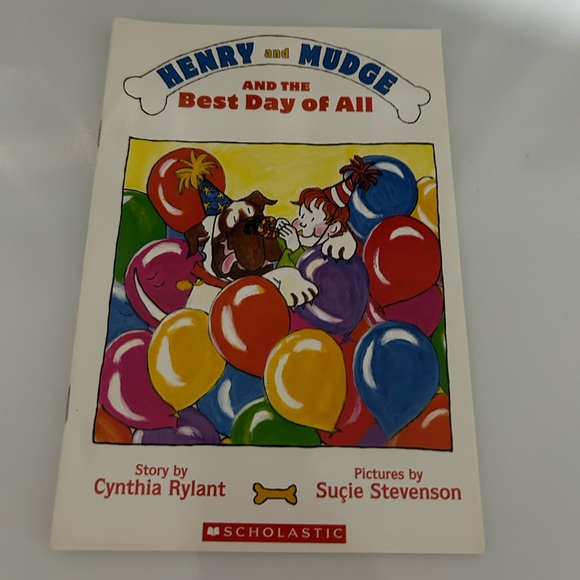 HENRY and MUDGE
AND THE
Best Day of All
Story by
Cynthia Rylant
Pictures by
Suçie Stevenson
SCHOLASTIC